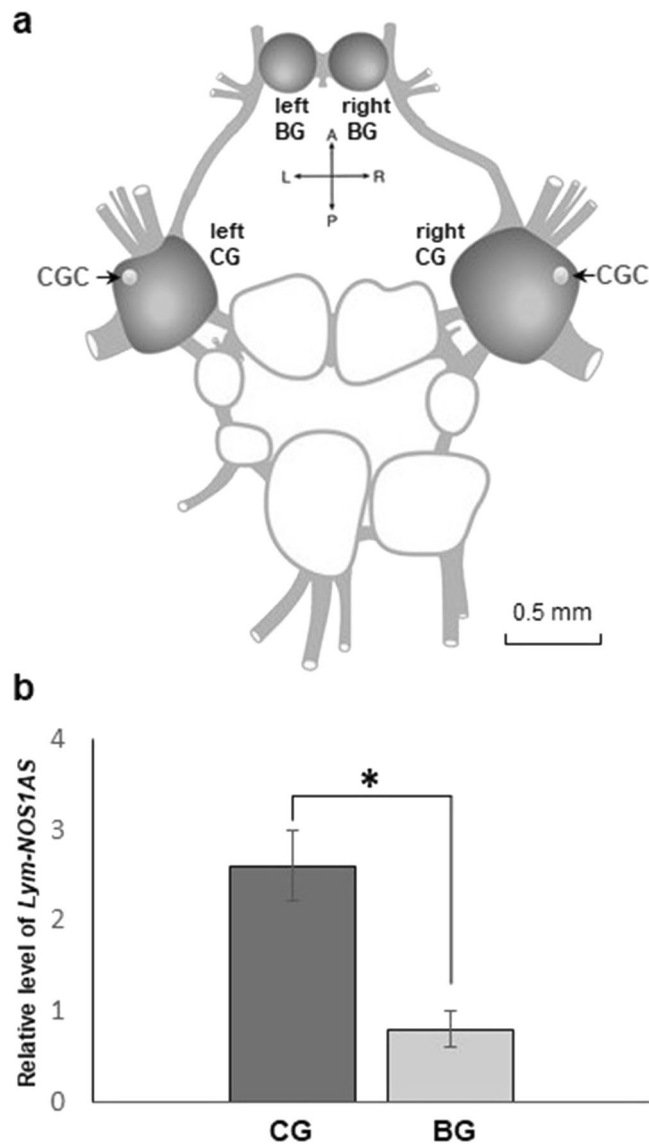 a
left right
BG BG
A
L R
P
left right
CG CG
CGC CGC
0.5 mm
b
Relative level of Lym-NOS1AS
4
3
2
1
0
*
CG BG